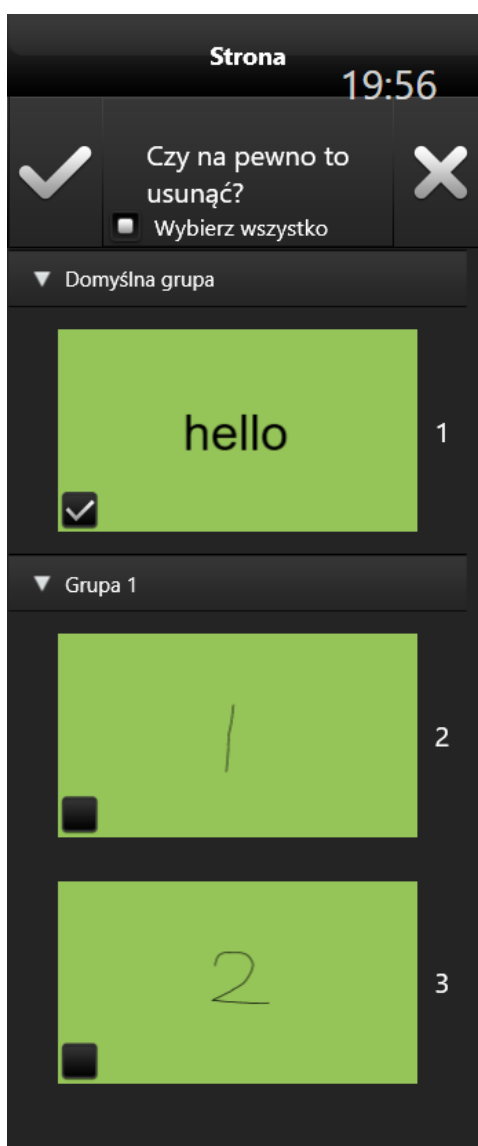 Strona
19:56
Czy na pewno to
usunąć?
Wybierz wszystko
Domyślna grupa
hello
1
Grupa 1
1
2
2
3